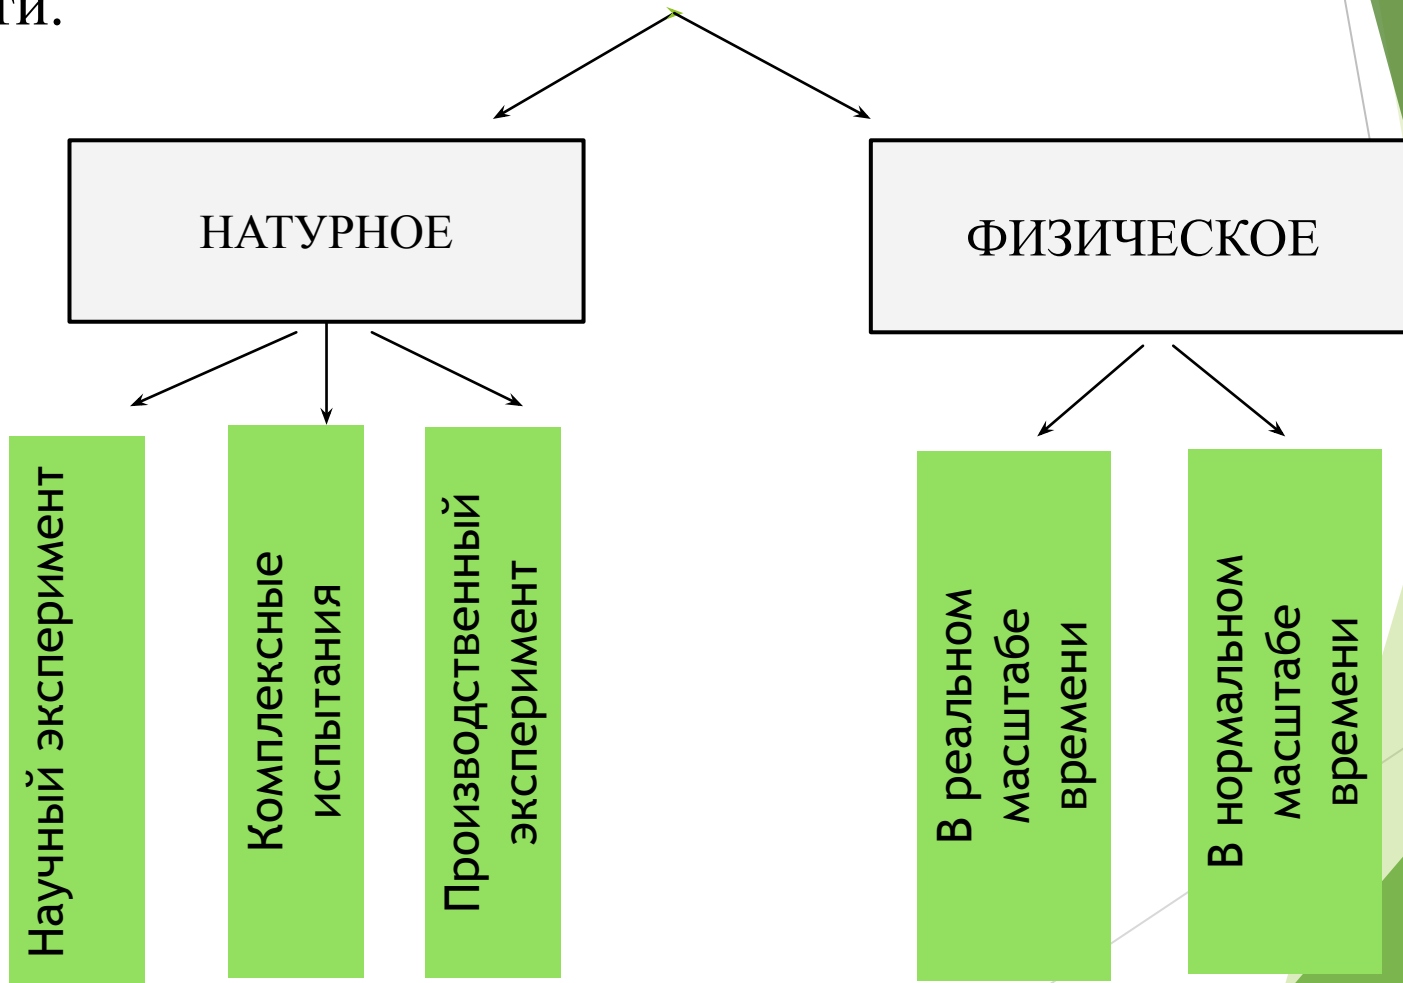 ти.
НАТУРНОЕ
ФИЗИЧЕСКОЕ
Научный эксперимент
Комплексные
испытания
Производственный
эксперимент
В реальном
масштабе
времени
В нормальном
масштабе
времени